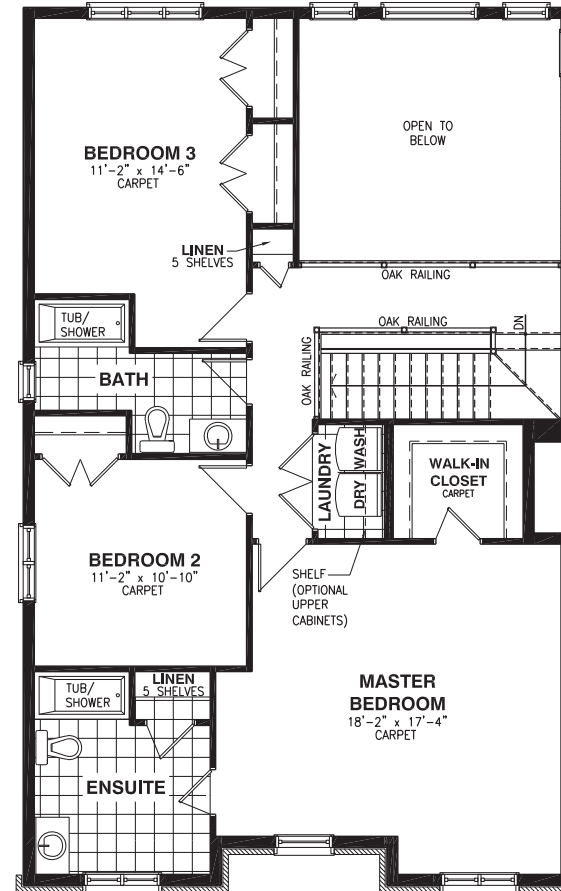 OPEN TO
BELOW
BEDROOM 3
11'-2" x 14'-6"
CARPET
LINEN
5 SHELVES
OAK RAILING
TUB/
SHOWER
OAK RAILING
DN
OAK RAILING
BATH
LAUNDRY
WASH
DRY
WALK-IN
CLOSET
CARPET
BEDROOM 2
11'-2" x 10'-10"
CARPET
SHELF
(OPTIONAL
UPPER
CABINETS)
LINEN
5 SHELVES
TUB/
SHOWER
MASTER
BEDROOM
18'-2" x 17'-4"
CARPET
ENSUITE